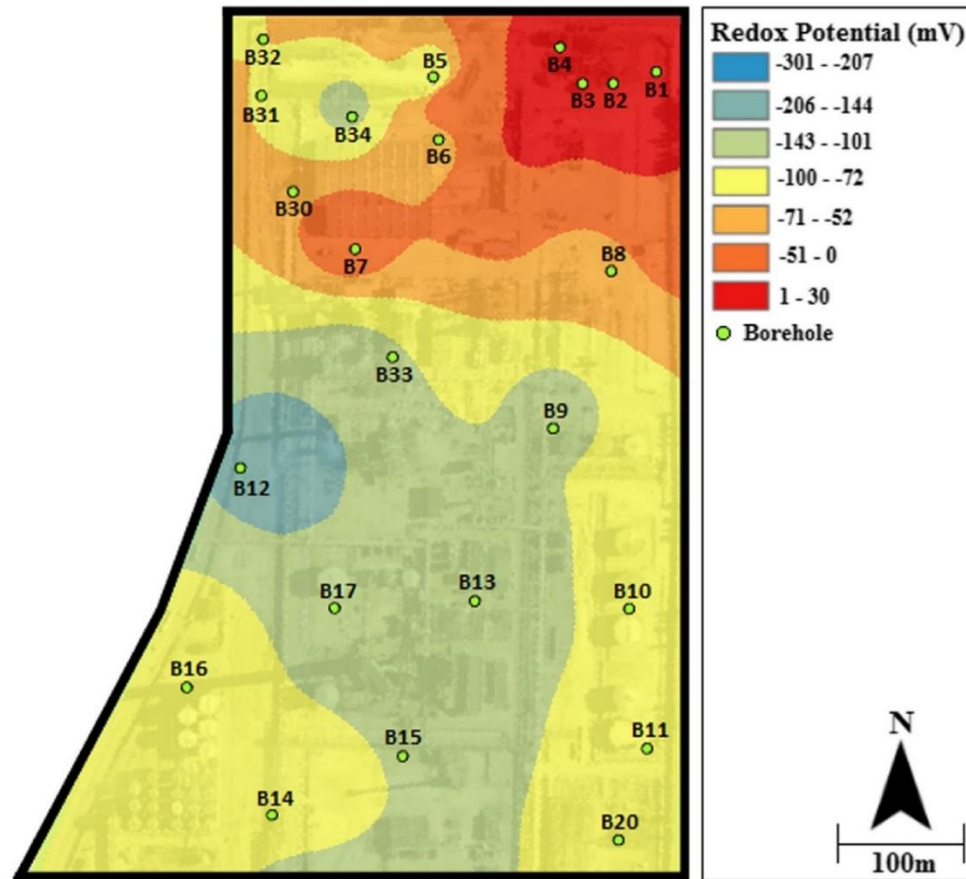 Redox Potential (mV)
-301 - -207
-206 - -144
-143 - -101
-100 - -72
-71 - -52
-51 - 0
1 - 30
Borehole
B32
B5
B4
B3
B2
B1
B31
B34
B6
B30
B7
B8
B33
B9
B12
B17
B13
B10
B16
B15
B11
B14
B20
N
100m